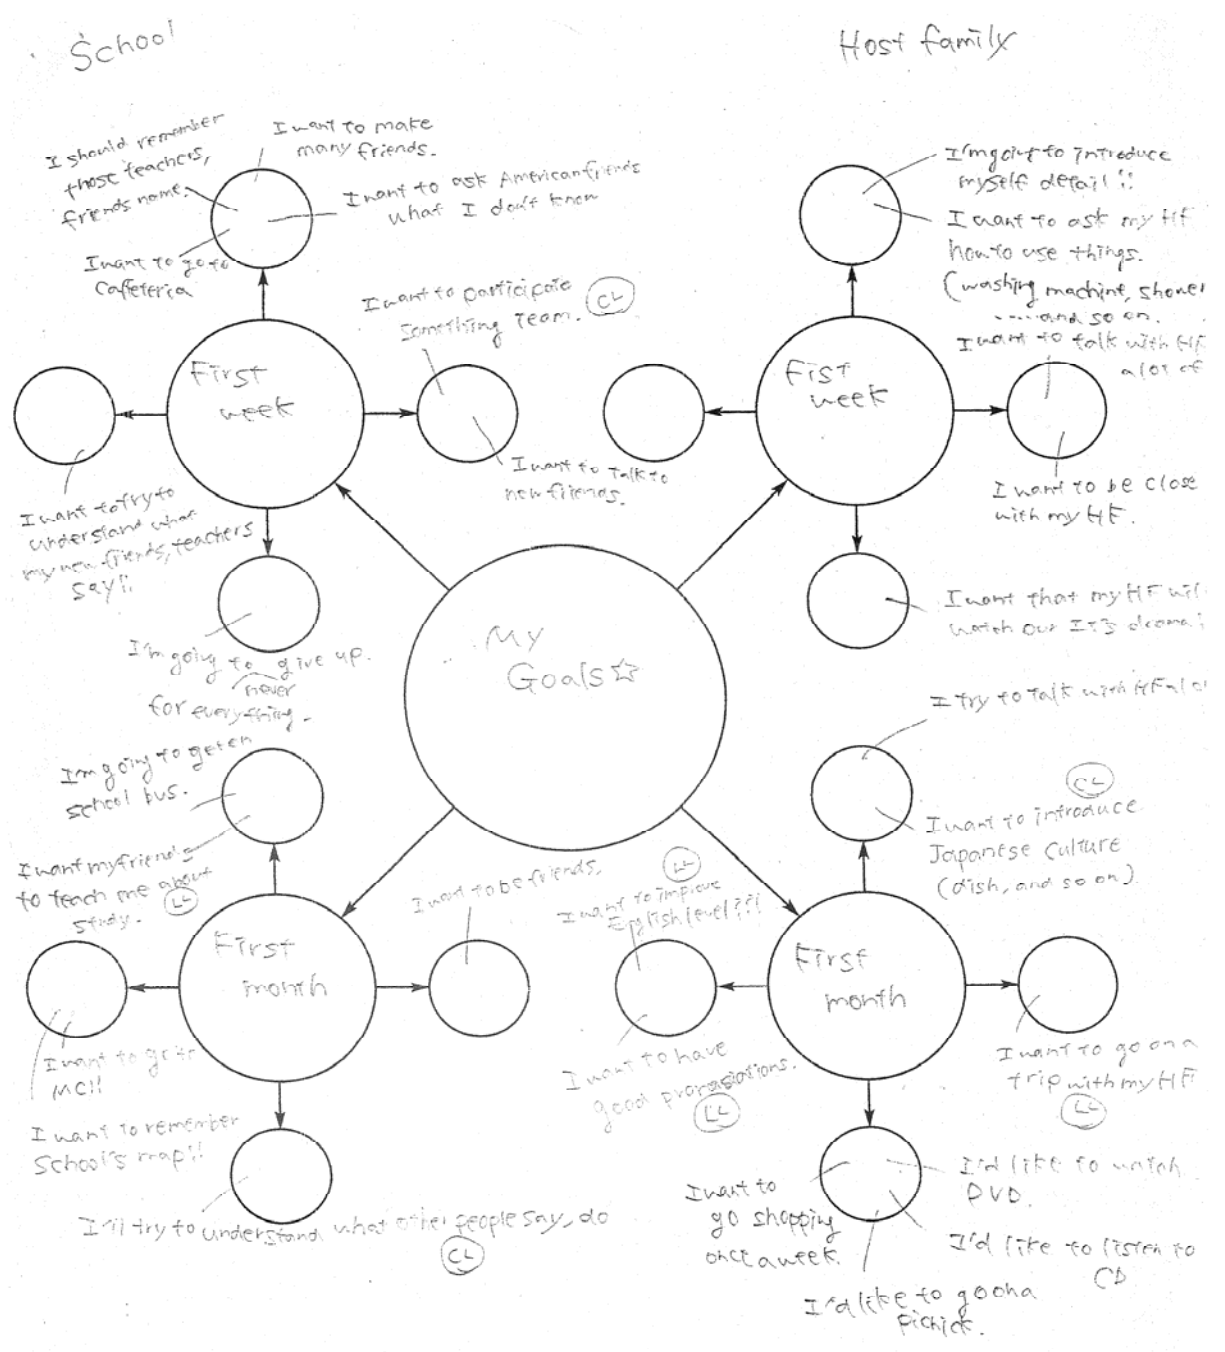 School
Host family
I should remember
those teachers,
friends name.
I want to make
many friends.
I want to ask American friends
what I don't know
I want to go to
Cafeteria
I want to participate
something team. CL
First
week
I want to talk to
new friends.
I want to try to
understand what
my new friends, teachers
say!!
I'm going to give up.
never
for everything.
I'm going to introduce
myself detail!!
I want to ask my HF
how to use things.
(washing machine, shower
.....and so on.
I want to talk with HF
a lot of
Fist
week
I want to be close
with my HF.
I want that my HF wil
watch our
My
Goals☆
I'm going to get on
school bus.
I want my friends
to teach me about
study. LL
I want to be friends.
First
month
I want to
MC!!
I want to remember
School's map!!
I'll try to understand what other people say, do
CL
I try to talk with HF a lo
CL
I want to introduce
Japanese culture
(dish, and so on)
LL
I want to improve
English level???!
First
month
I want to have
good
LL
I want to go on a
trip with my HF
LL
I want to
go shopping
once a week.
I'd like to watch
DVD.
I'd like to listen to
CD
I'd like to go on a
picnick.